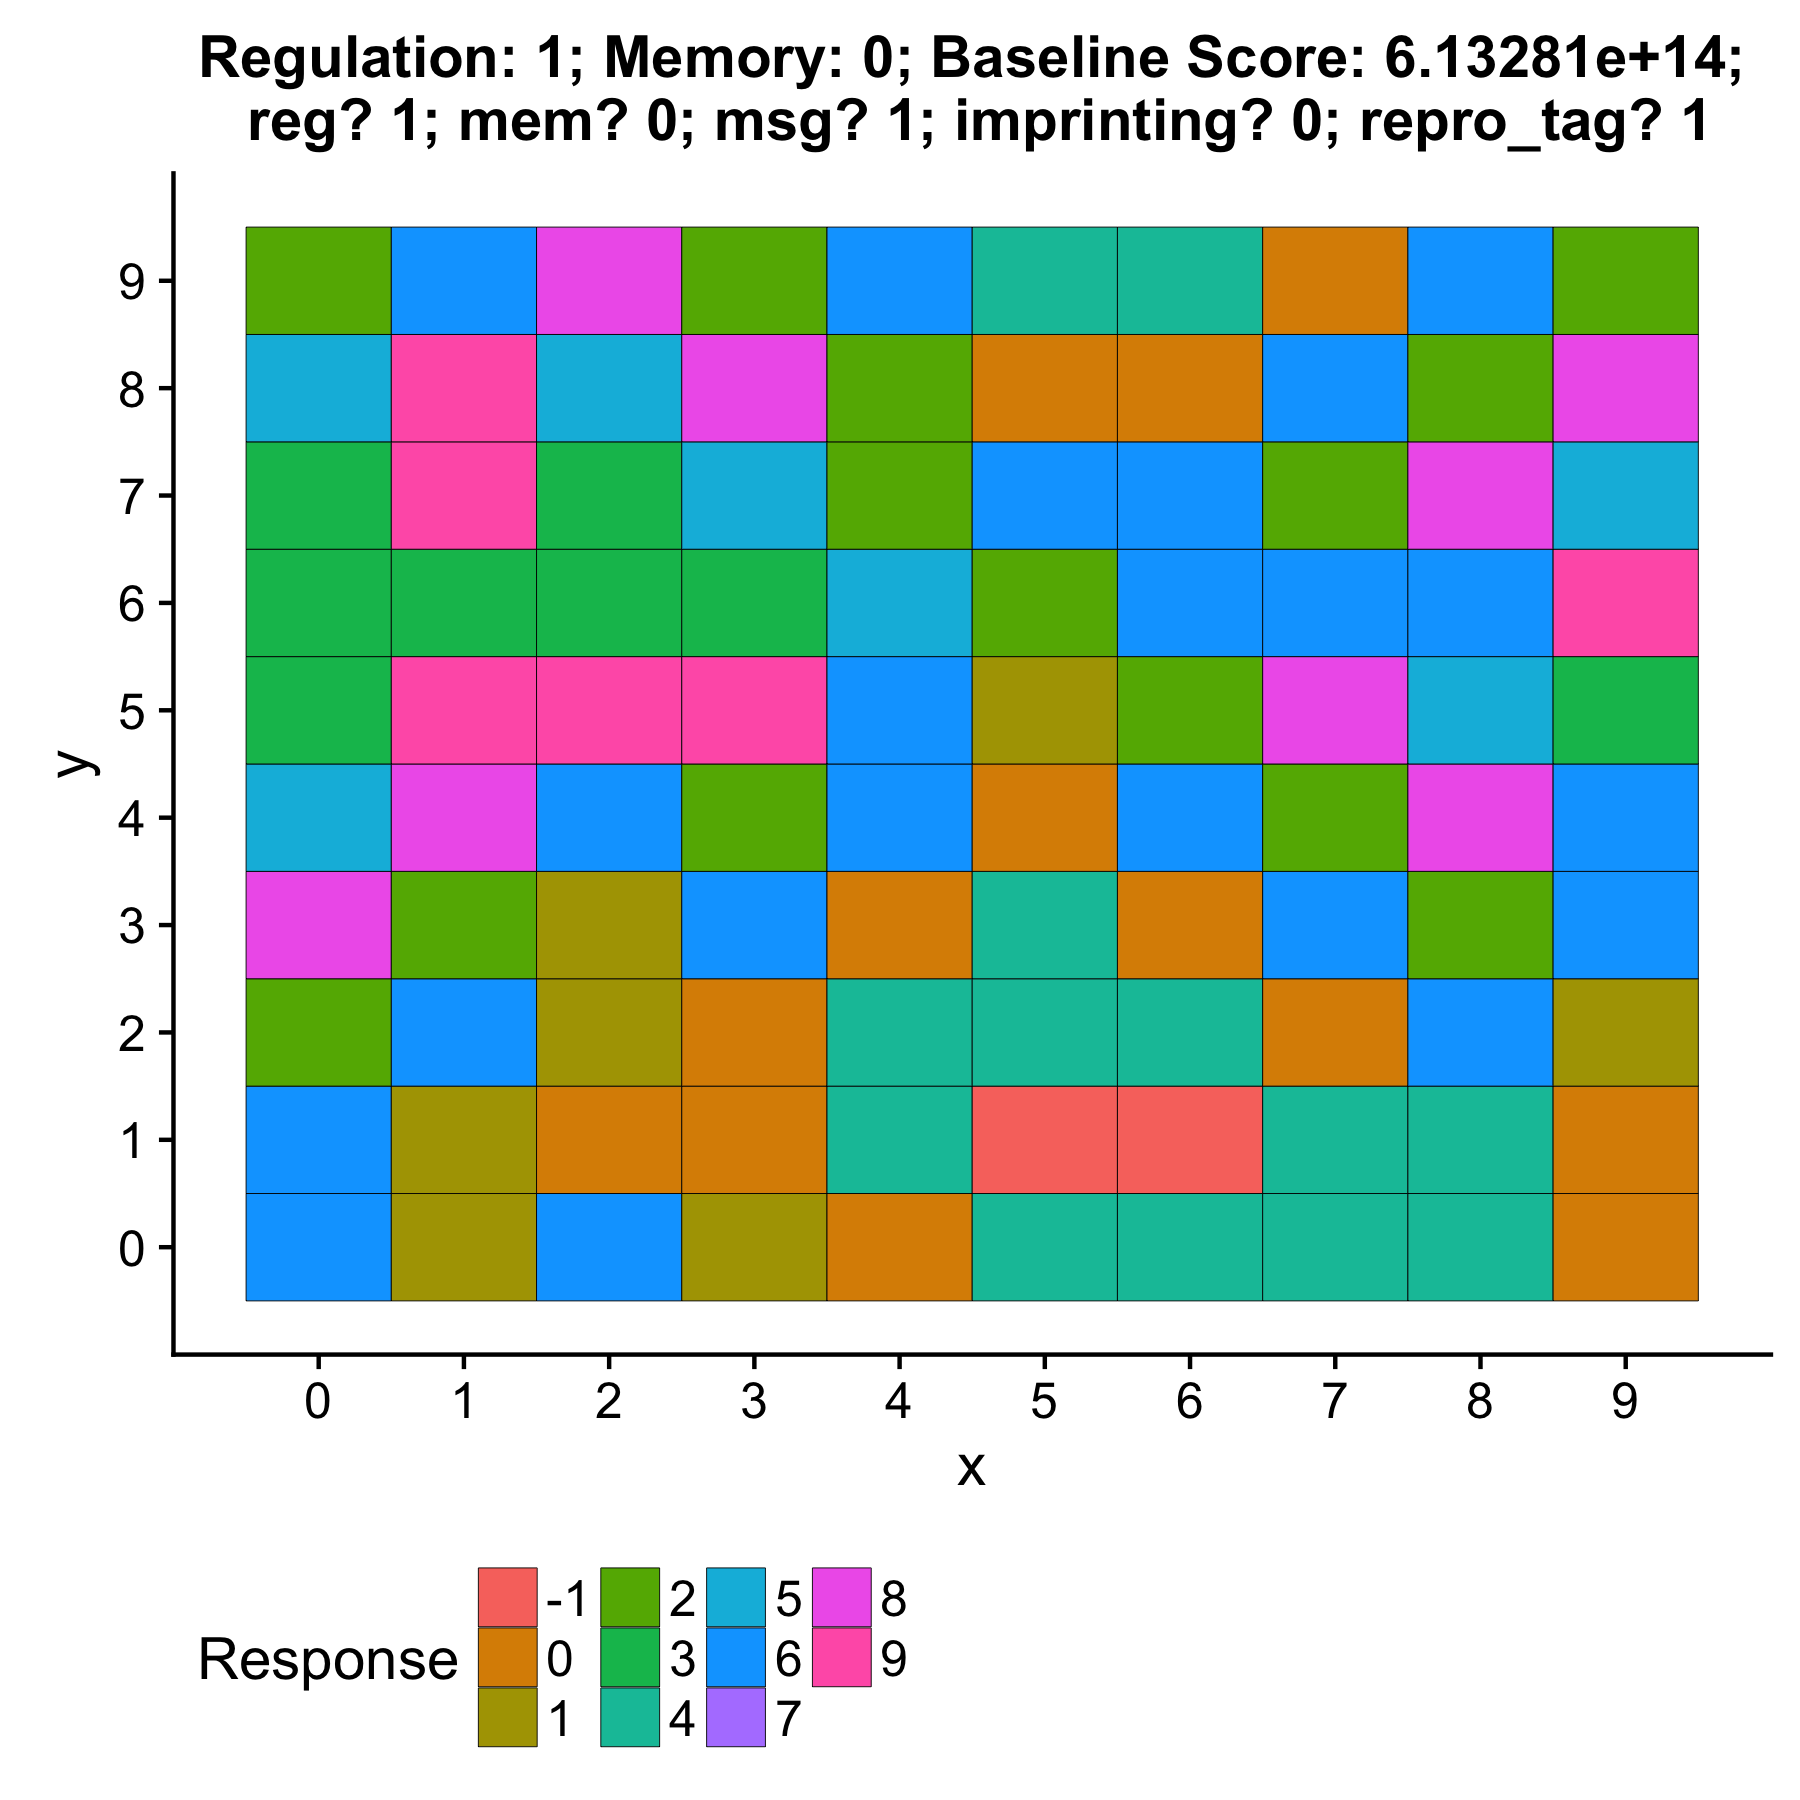 Regulation: 1; Memory: 0; Baseline Score: 6.13281e+14;
reg? 1; mem? 0; msg? 1; imprinting? 0; repro_tag? 1
9
8
7
6
5
4
3
2
1
0
y
0 1 2 3 4 5 6 7 8 9
x
Response
-1 2 5 8
0 3 6 9
1 4 7